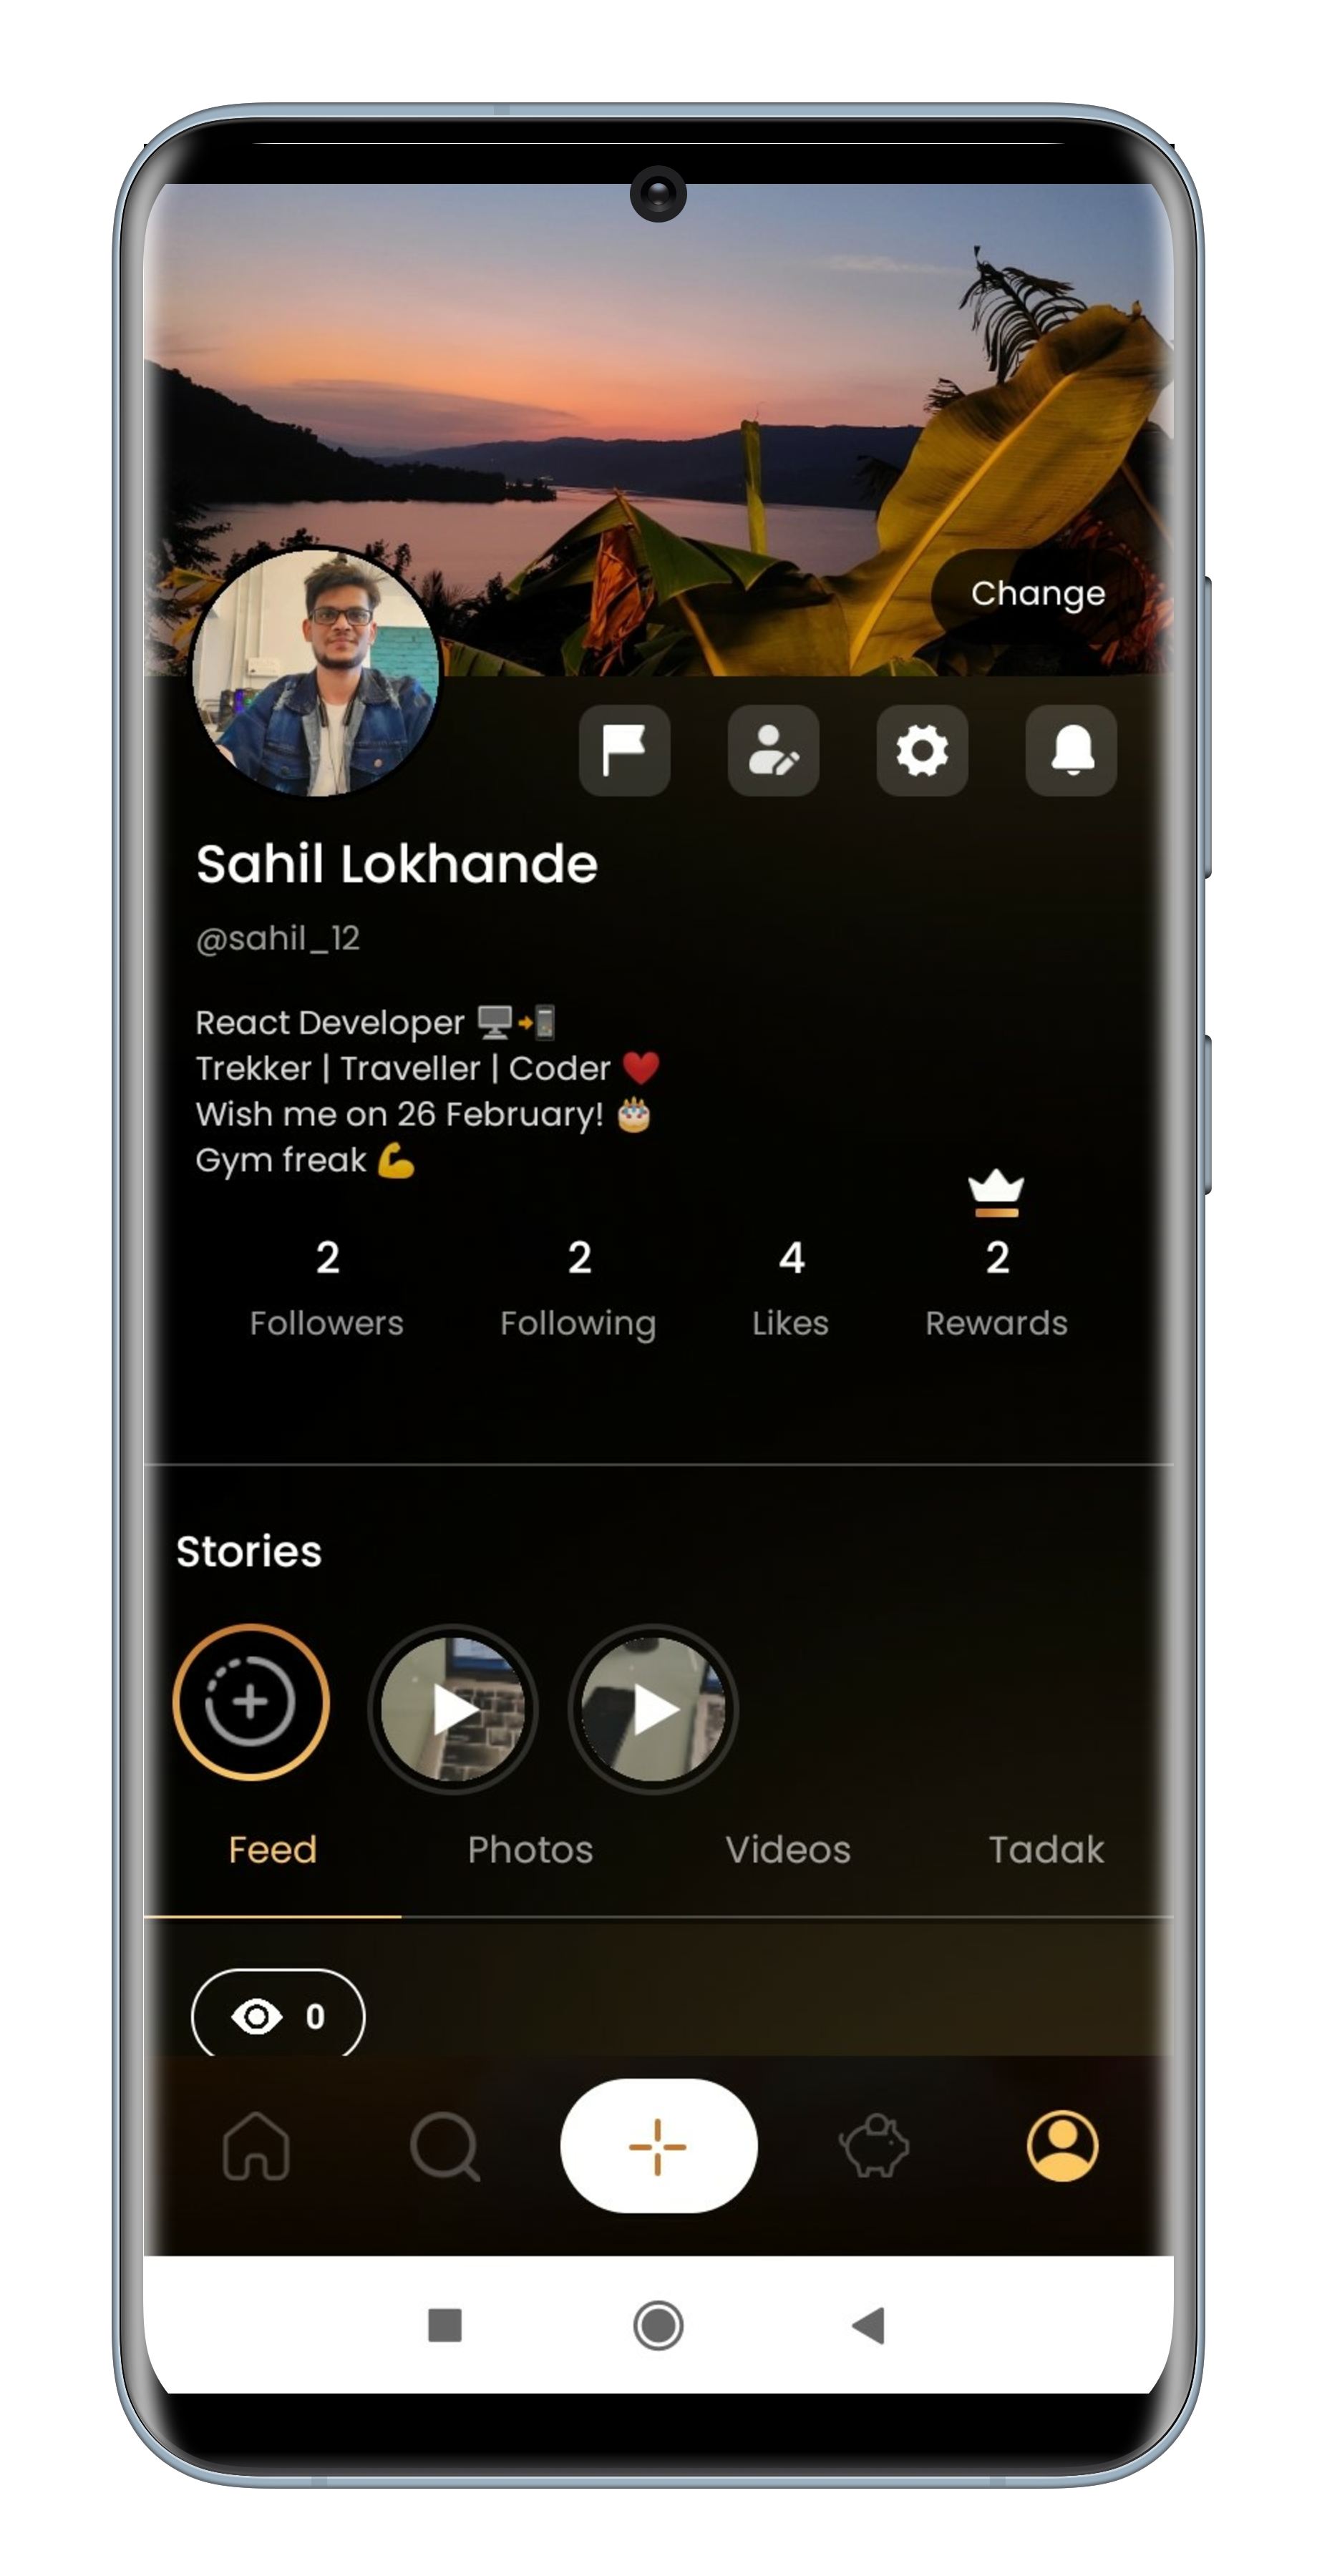 Change
Sahil Lokhande
@sahil_12
React Developer 🖥️➡️📱
Trekker | Traveller | Coder ❤️
Wish me on 26 February! 🎂
Gym freak 💪
2 2 4 2
Followers Following Likes Rewards
Stories
Feed Photos Videos Tadak
0